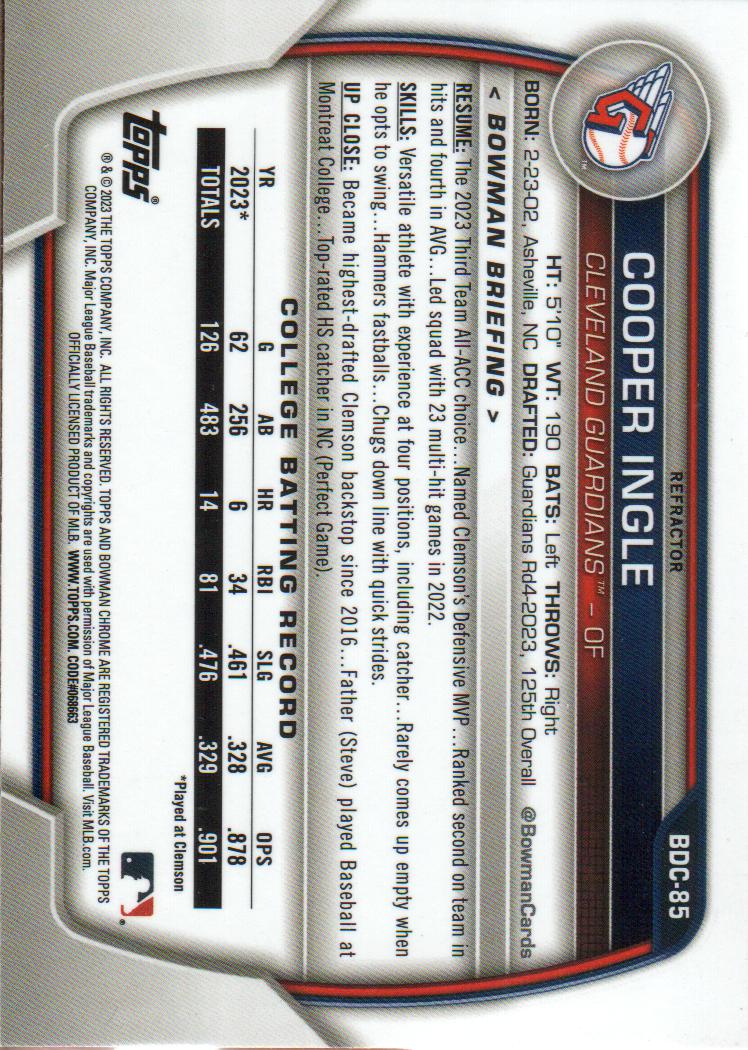 REFRACTOR
BDC-85
COOPER INGLE
CLEVELAND GUARDIANS™ – OF
HT: 5'10" WT: 190 BATS: Left THROWS: Right
BORN: 2-23-02, Asheville, NC DRAFTED: Guardians Rd4-2023, 125th Overall @BowmanCards
< BOWMAN BRIEFING >
RESUME: The 2023 Third Team All-ACC choice...Named Clemson's Defensive MVP...Ranked second on team in
hits and fourth in AVG...Led squad with 23 multi-hit games in 2022.
SKILLS: Versatile athlete with experience at four positions, including catcher...Rarely comes up empty when
he opts to swing...Hammers fastballs...Chugs down line with quick strides.
UP CLOSE: Became highest-drafted Clemson backstop since 2016...Father (Steve) played Baseball at
Montreat College...Top-rated HS catcher in NC (Perfect Game).
COLLEGE BATTING RECORD
YR G AB HR RBI SLG AVG OPS
2023* 62 256 6 34 .461 .328 .878
TOTALS 126 483 14 81 .476 .329 .901
*Played at Clemson
topps®
® & © 2023 THE TOPPS COMPANY, INC. ALL RIGHTS RESERVED. TOPPS AND BOWMAN CHROME ARE REGISTERED TRADEMARKS OF THE TOPPS
COMPANY, INC. Major League Baseball trademarks and copyrights are used with permission of Major League Baseball. Visit MLB.com.
OFFICIALLY LICENSED PRODUCT OF MLB. WWW.TOPPS.COM. CODE#068663